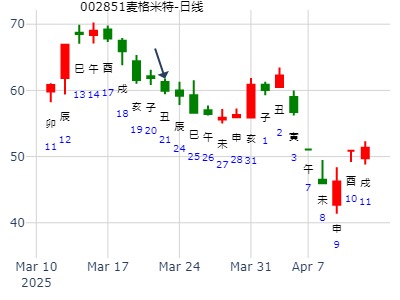 002851麦格米特-日线
70
60
50
40
卯 辰 巳 午 酉 戌 亥 子 丑 辰 巳 午 未 申 亥 子 丑 寅 午 未 申 酉 戌
11 12 13 14 17 18 19 20 21 24 25 26 27 28 31 1 2 3 7 8 9 10 11
Mar 10 Mar 17 Mar 24 Mar 31 Apr 7
2025